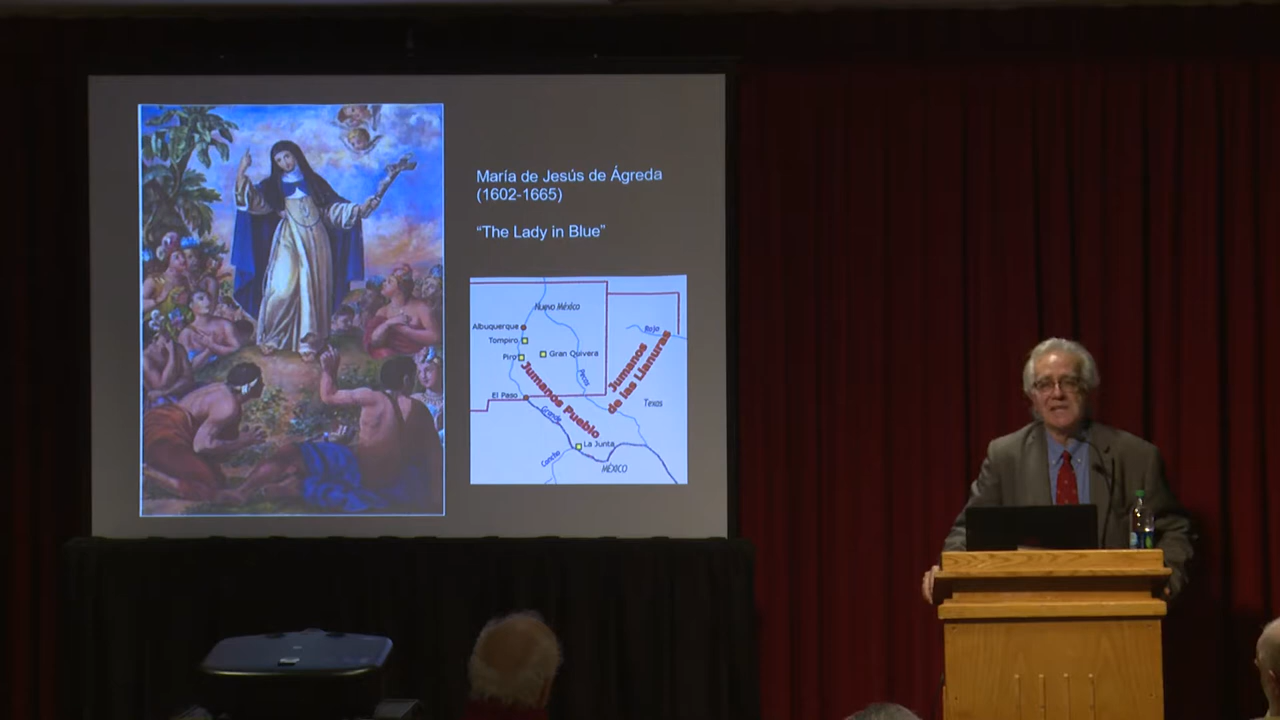 María de Jesús de Ágreda
(1602-1665)
“The Lady in Blue”
Nuevo México
Albuquerque
Tompiro
Piro
Gran Quivera
Rojo
Jumanos
de las Llanuras
Pecos
Jumanos Pueblo
El Paso
Grande
Texas
La Junta
Concho
MÉXICO